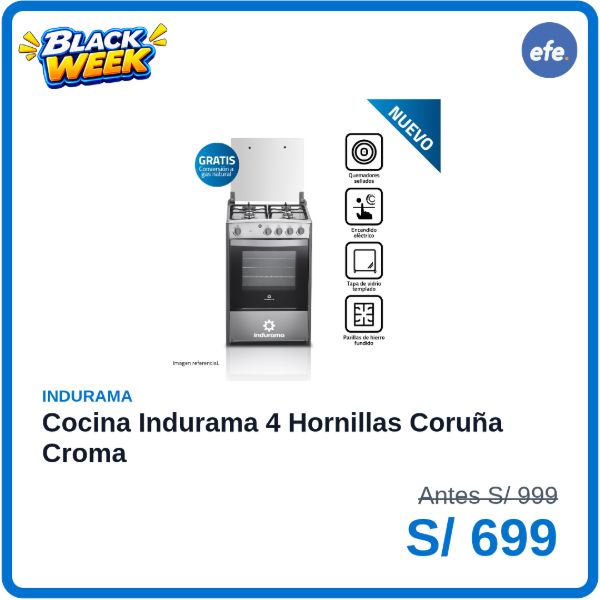 BLACK
WEEK
efe.
NUEVO
GRATIS
Conversión a
gas natural
Quemadores
sellados
Encendido
eléctrico
Tapa de vidrio
templado
Parillas de hierro
fundido
indurama
Imagen referencial.
INDURAMA
Cocina Indurama 4 Hornillas Coruña
Croma
Antes S/ 999
S/ 699